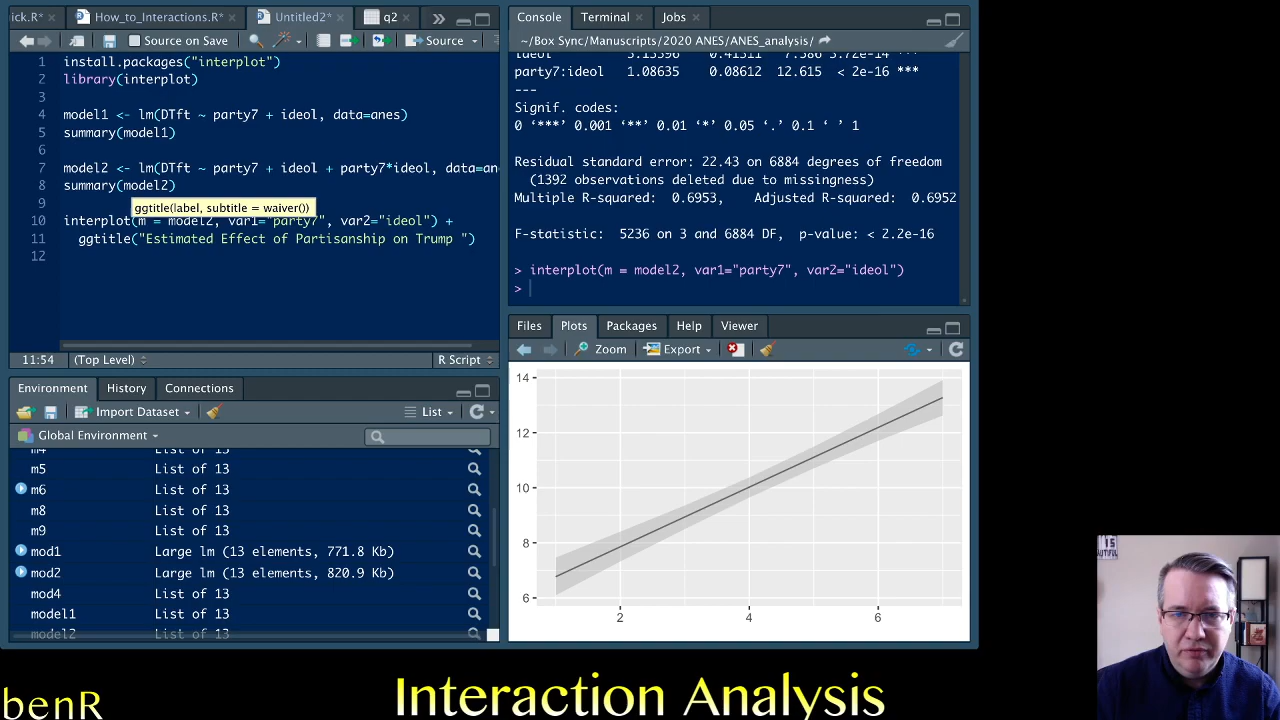 ick.R* How_to_Interactions.R* Untitled2* q2
Source on Save Source
1 install.packages("interplot")
2 library(interplot)
3
4 model1 <- lm(DTft ~ party7 + ideol, data=anes)
5 summary(model1)
6
7 model2 <- lm(DTft ~ party7 + ideol + party7*ideol, data=an
8 summary(model2)
ggtitle(label, subtitle = waiver())
9
10 interplot(m = model2, var1="party7", var2="ideol") +
11 ggtitle("Estimated Effect of Partisanship on Trump ")
12
11:54 (Top Level) R Script
Environment History Connections
Import Dataset List
Global Environment
m4 List of 13
m5 List of 13
m6 List of 13
m8 List of 13
m9 List of 13
mod1 Large lm (13 elements, 771.8 Kb)
mod2 Large lm (13 elements, 820.9 Kb)
mod4 List of 13
model1 List of 13
model2 List of 13
Console Terminal Jobs
~/Box Sync/Manuscripts/2020 ANES/ANES_analysis/
party7:ideol 1.08635 0.08612 12.615 < 2e-16 ***
---
Signif. codes:
0 ‘***’ 0.001 ‘**’ 0.01 ‘*’ 0.05 ‘.’ 0.1 ‘ ’ 1
Residual standard error: 22.43 on 6884 degrees of freedom
(1392 observations deleted due to missingness)
Multiple R-squared: 0.6953, Adjusted R-squared: 0.6952
F-statistic: 5236 on 3 and 6884 DF, p-value: < 2.2e-16
> interplot(m = model2, var1="party7", var2="ideol")
>
Files Plots Packages Help Viewer
Zoom Export
14
12
10
8
6
2 4 6
IS
benR
Interaction Analysis